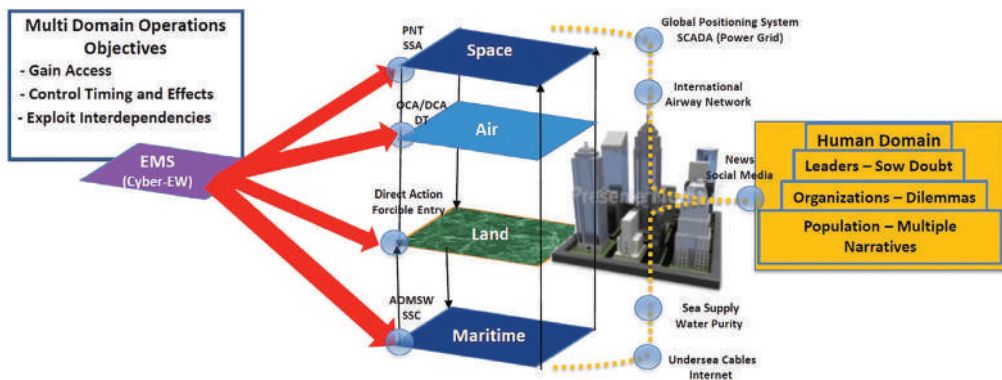 Multi Domain Operations
Objectives
- Gain Access
- Control Timing and Effects
- Exploit Interdependencies
EMS
(Cyber-EW)
PNT
SSA
Space
OCA/DCA
DT
Air
Direct Action
Forcible Entry
Land
AOMSW
SSC
Maritime
Global Positioning System
SCADA (Power Grid)
International
Airway Network
News
Social Media
Sea Supply
Water Purity
Undersea Cables
Internet
Human Domain
Leaders – Sow Doubt
Organizations – Dilemmas
Population – Multiple
Narratives